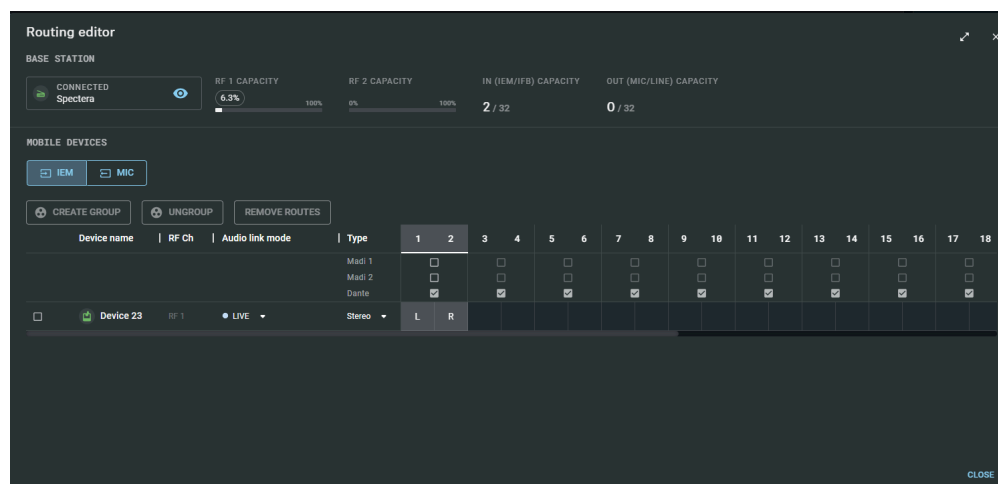 Routing editor
BASE STATION
CONNECTED
Spectera
RF 1 CAPACITY
6.3%
100%
RF 2 CAPACITY
0%
100%
IN (IEM/IFB) CAPACITY
2 / 32
OUT (MIC/LINE) CAPACITY
0 / 32
MOBILE DEVICES
IEM MIC
CREATE GROUP UNGROUP REMOVE ROUTES
Device name RF Ch Audio link mode Type 1 2 3 4 5 6 7 8 9 10 11 12 13 14 15 16 17 18
Madi 1
Madi 2
Dante
Device 23 RF 1 LIVE Stereo L R
CLOSE